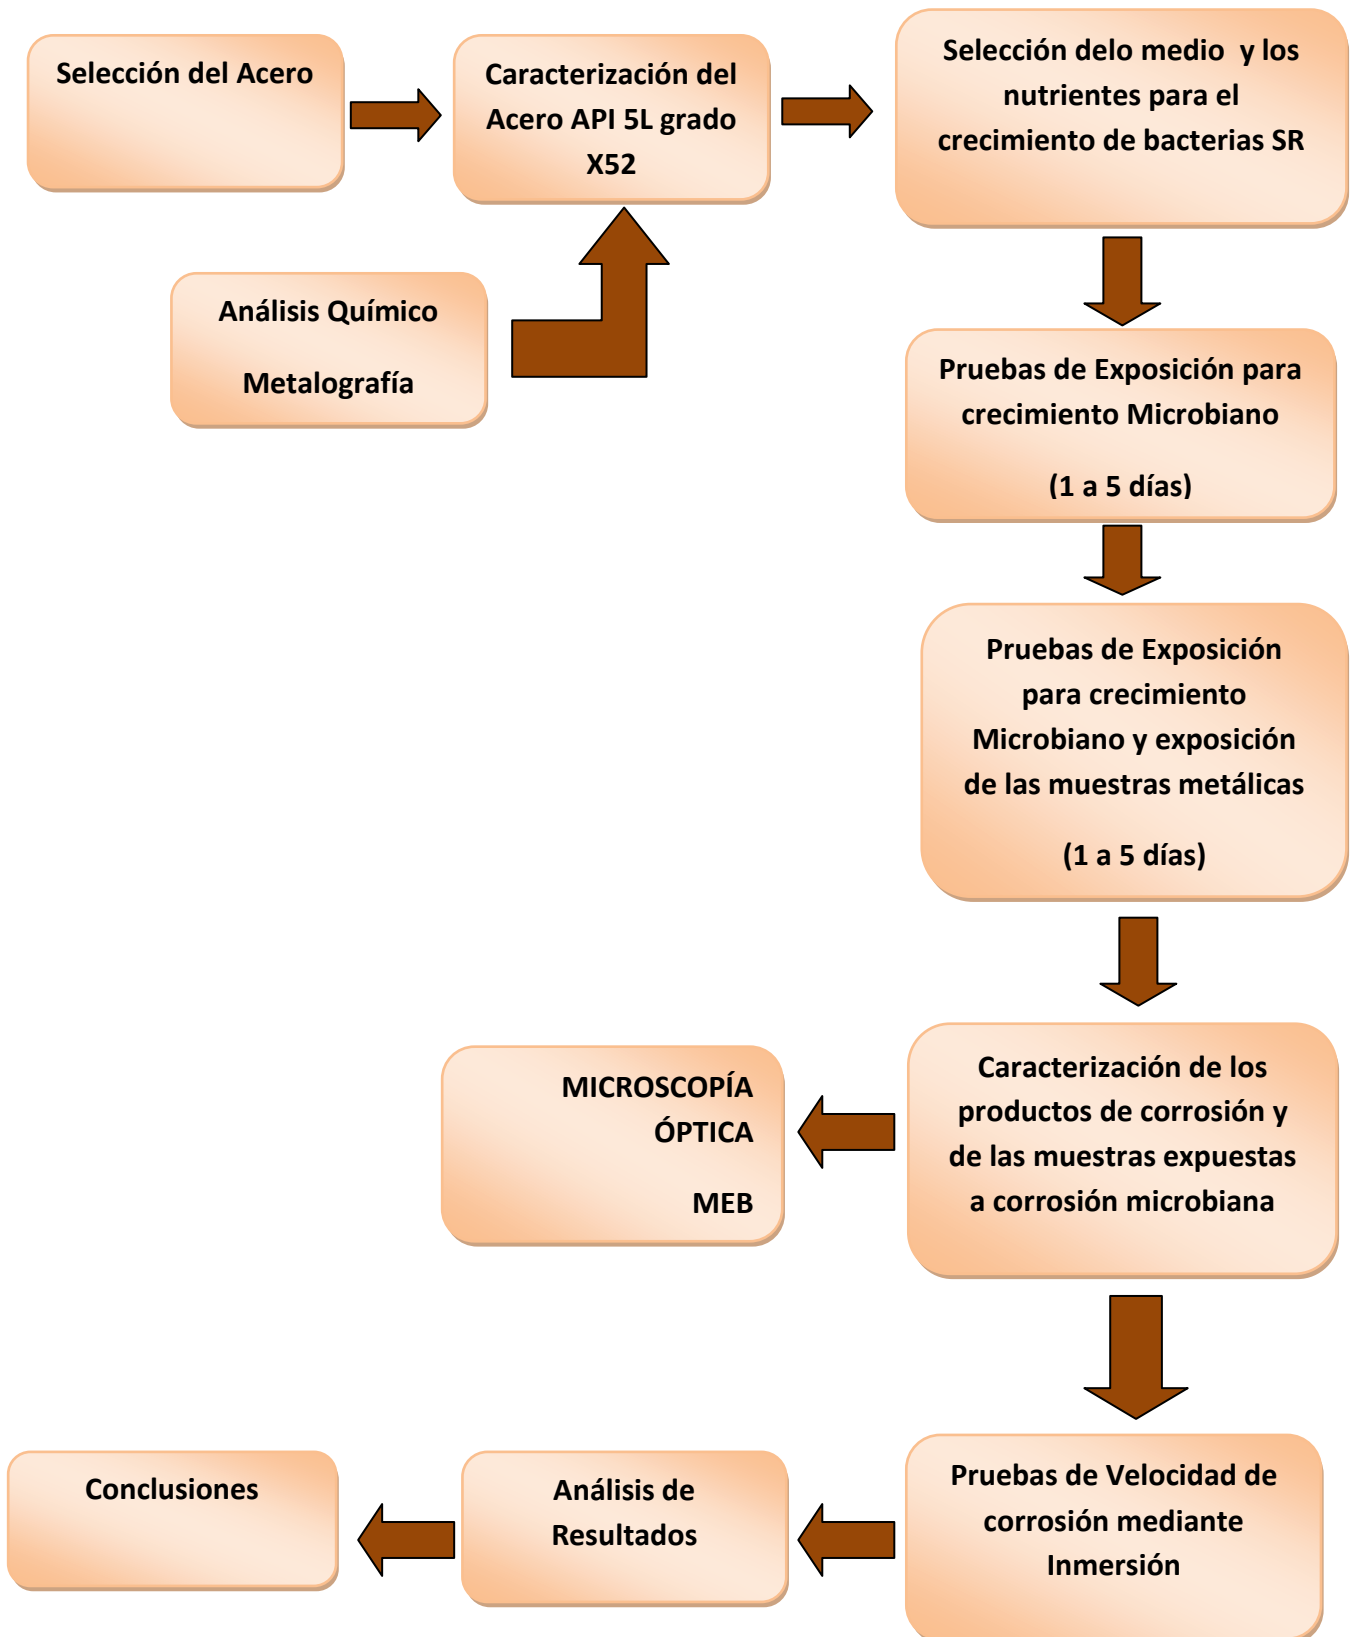 Selección del Acero
Caracterización del
Acero API 5L grado
X52
Selección delo medio y los
nutrientes para el
crecimiento de bacterias SR
Análisis Químico
Metalografía
Pruebas de Exposición para
crecimiento Microbiano
(1 a 5 días)
Pruebas de Exposición
para crecimiento
Microbiano y exposición
de las muestras metálicas
(1 a 5 días)
Caracterización de los
productos de corrosión y
de las muestras expuestas
a corrosión microbiana
MICROSCOPÍA
ÓPTICA
MEB
Pruebas de Velocidad de
corrosión mediante
Inmersión
Análisis de
Resultados
Conclusiones